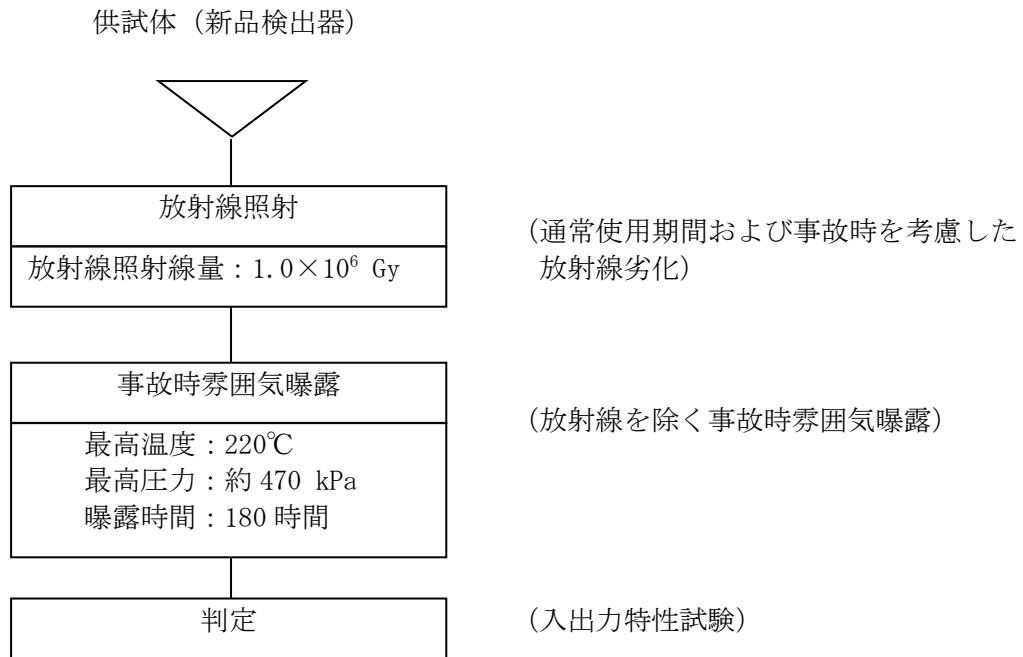 供試体（新品検出器）
放射線照射
放射線照射線量：1.0×10⁶ Gy
（通常使用期間および事故時を考慮した
放射線劣化）
事故時雰囲気曝露
最高温度：220℃
最高圧力：約 470 kPa
曝露時間：180 時間
（放射線を除く事故時雰囲気曝露）
判定
（入出力特性試験）